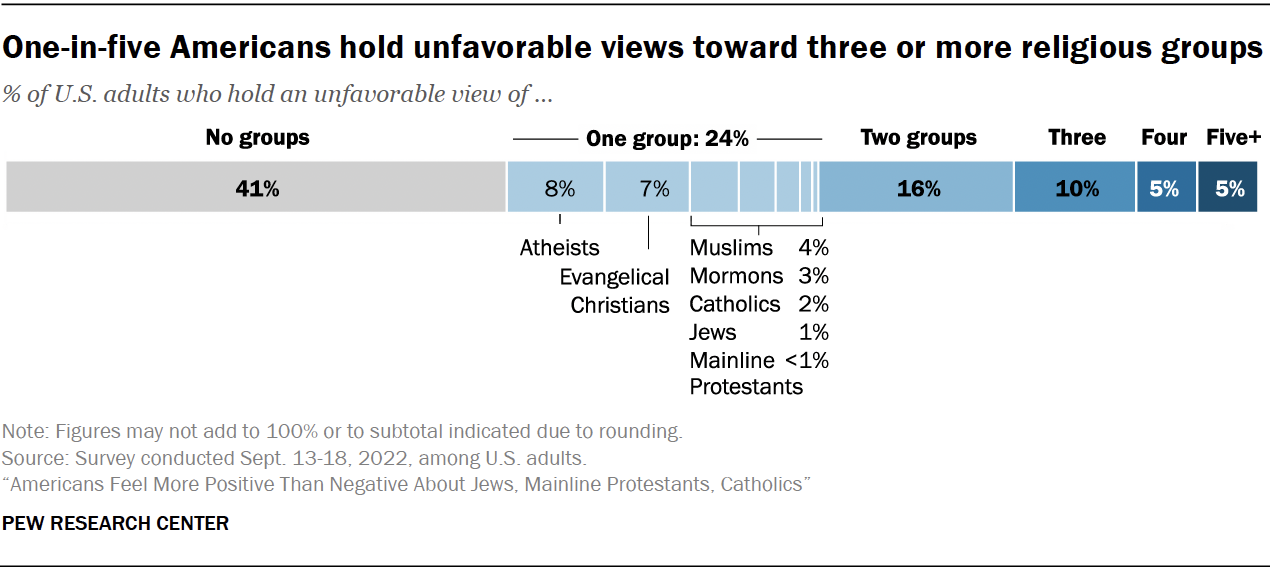 One-in-five Americans hold unfavorable views toward three or more religious groups
% of U.S. adults who hold an unfavorable view of ...
No groups One group: 24% Two groups Three Four Five+
41% 8% 7% 16% 10% 5% 5%
Atheists
Evangelical
Christians
Muslims 4%
Mormons 3%
Catholics 2%
Jews 1%
Mainline <1%
Protestants
Note: Figures may not add to 100% or to subtotal indicated due to rounding.
Source: Survey conducted Sept. 13-18, 2022, among U.S. adults.
“Americans Feel More Positive Than Negative About Jews, Mainline Protestants, Catholics”
PEW RESEARCH CENTER